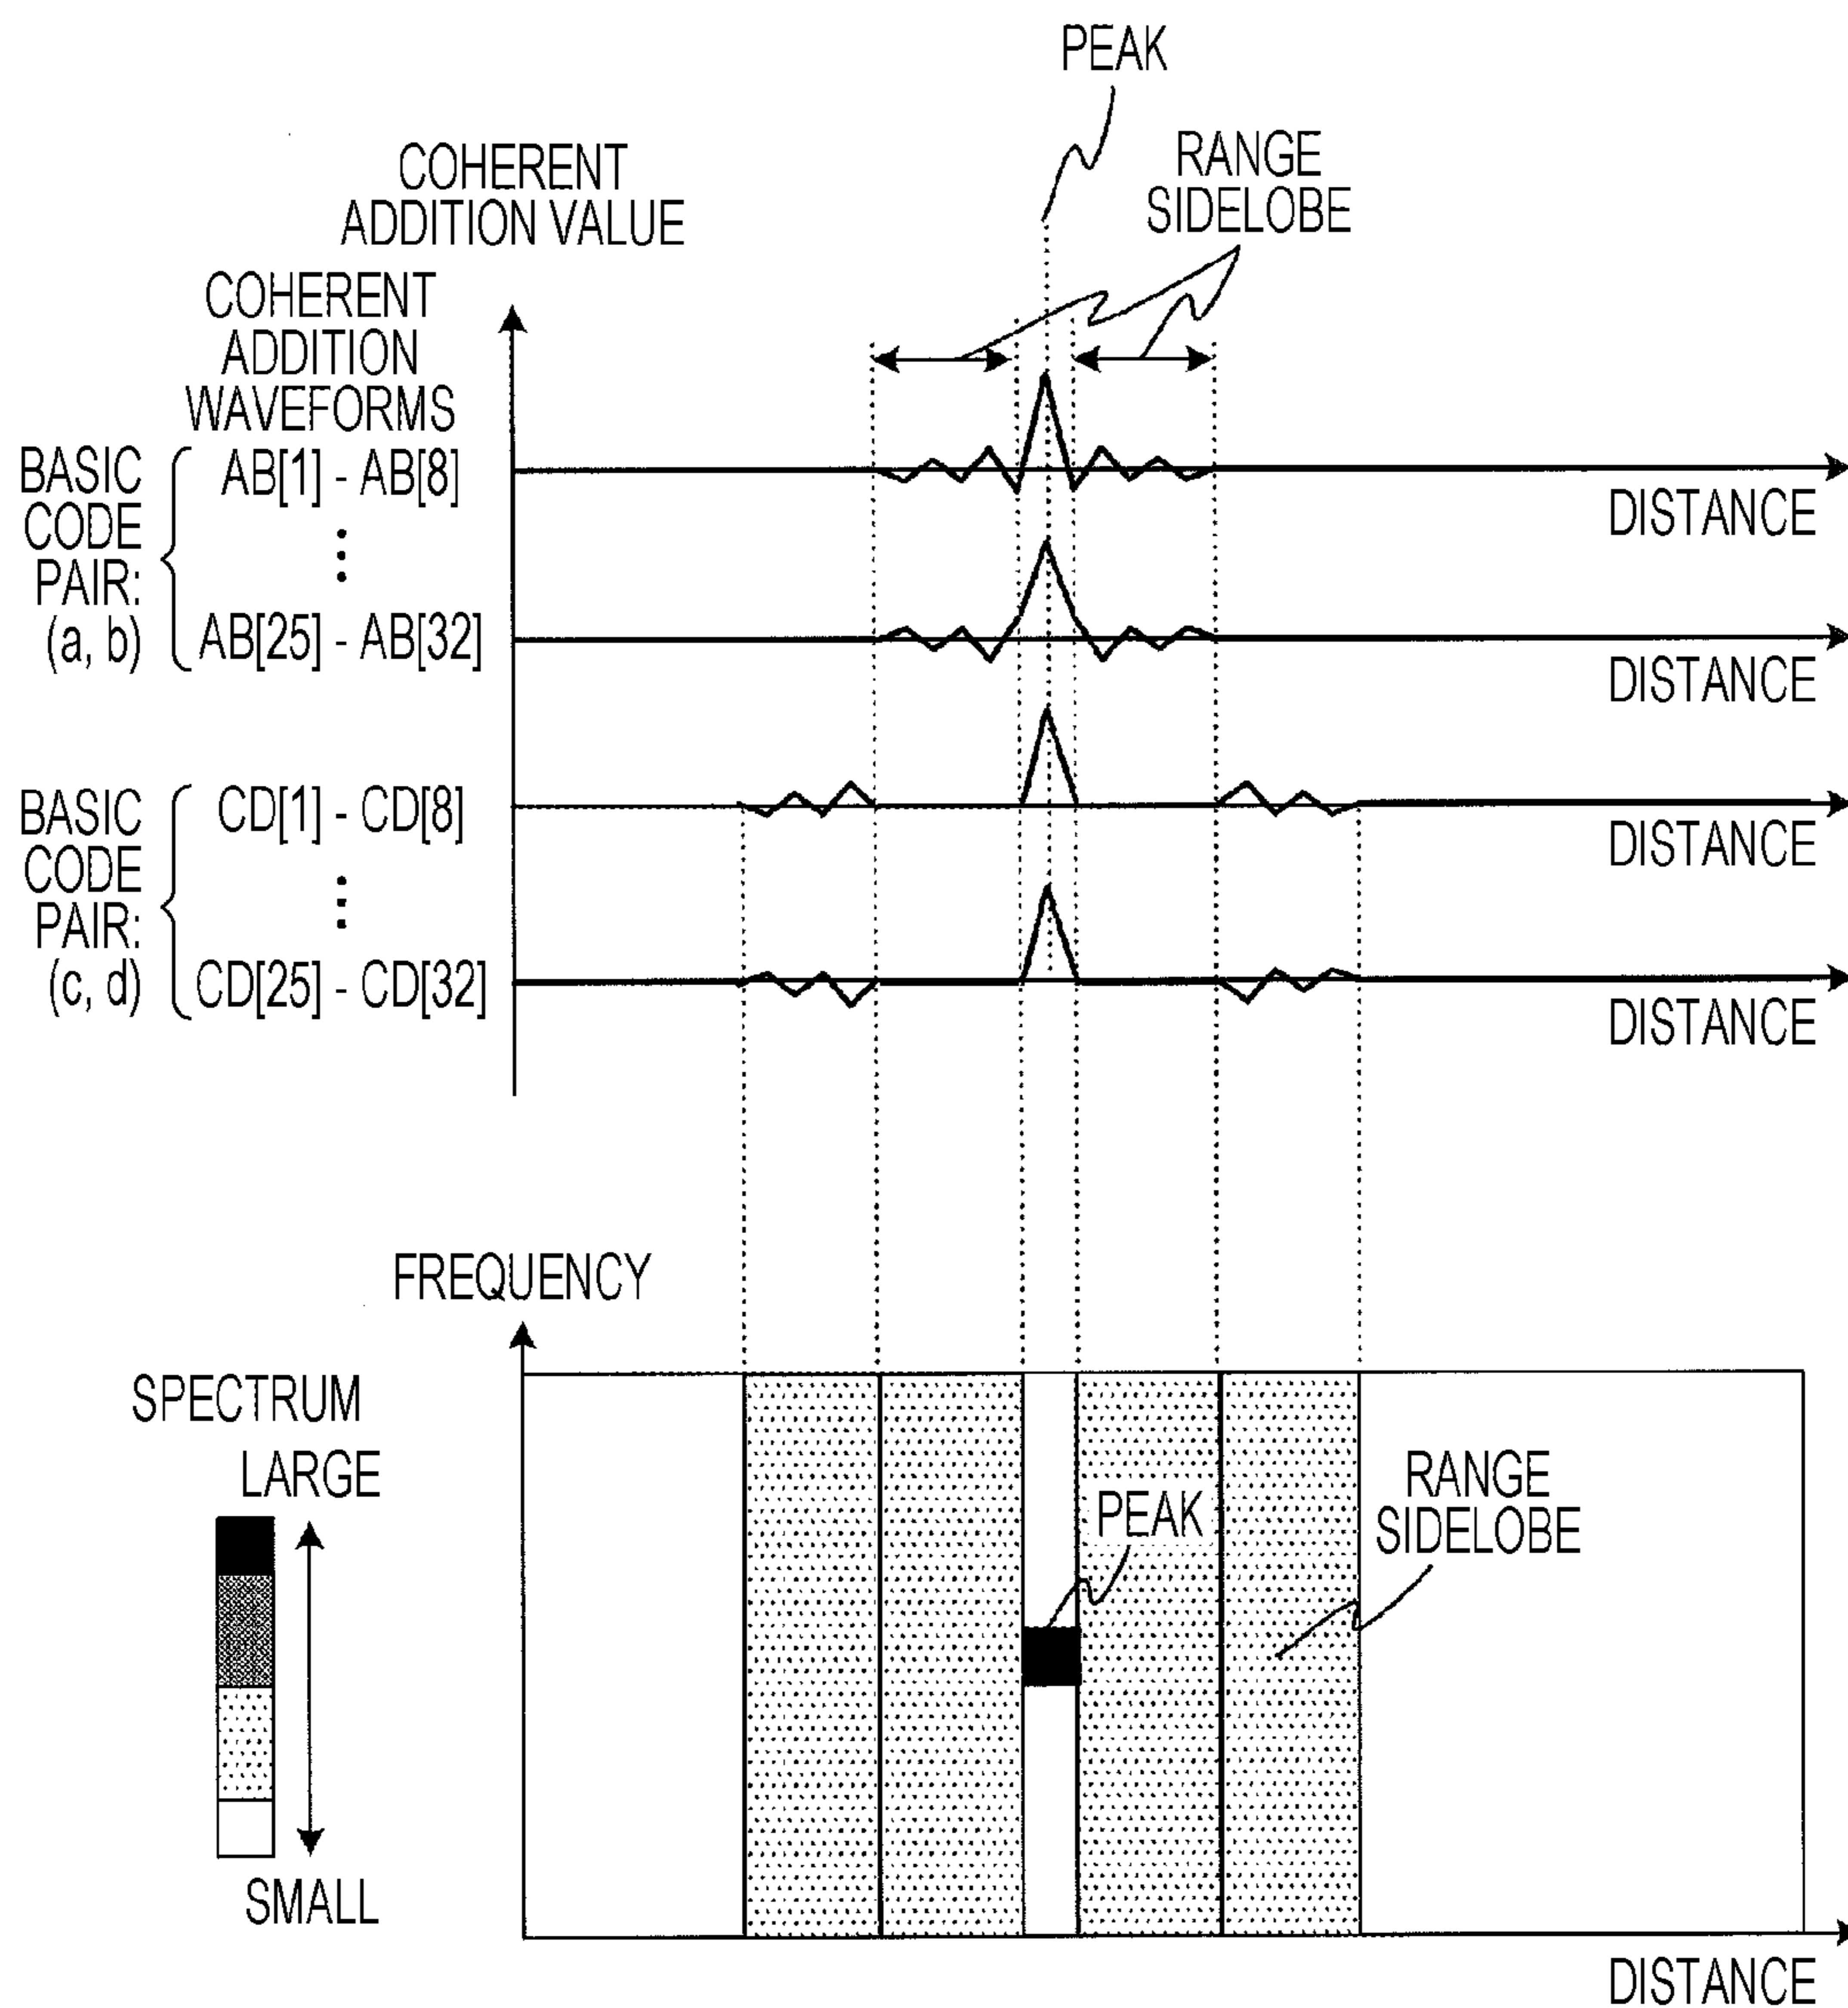 PEAK
RANGE
SIDELOBE
COHERENT
ADDITION VALUE
COHERENT
ADDITION
WAVEFORMS
BASIC
CODE
PAIR:
(a, b)
AB[1] - AB[8]
AB[25] - AB[32]
DISTANCE
DISTANCE
BASIC
CODE
PAIR:
(c, d)
CD[1] - CD[8]
CD[25] - CD[32]
DISTANCE
DISTANCE
FREQUENCY
SPECTRUM
LARGE
SMALL
PEAK
RANGE
SIDELOBE
DISTANCE